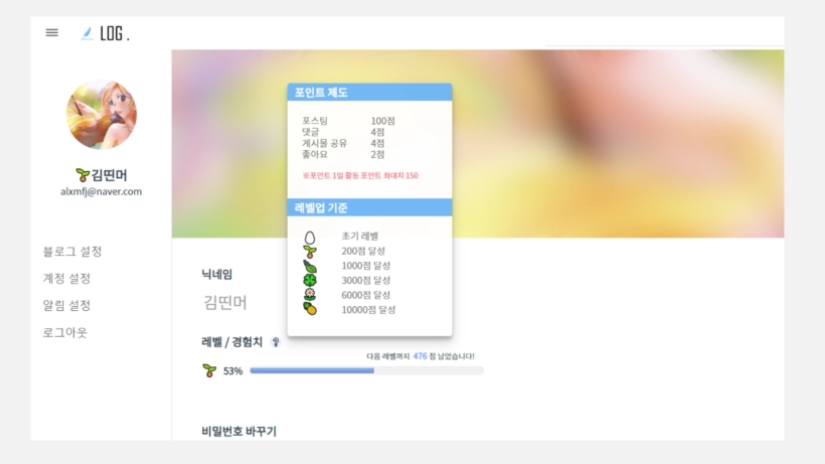 LOG.
김띤머
alxmfj@naver.com
블로그 설정
계정 설정
알림 설정
로그아웃
포인트 제도
포스팅 100점
댓글 4점
게시물 공유 4점
좋아요 2점
※포인트 1일 활동 포인트 최대치 150
레벨업 기준
초기 레벨
200점 달성
1000점 달성
3000점 달성
6000점 달성
10000점 달성
닉네임
김띤머
레벨 / 경험치 ?
다음 레벨까지 476 점 남았습니다!
53%
비밀번호 바꾸기